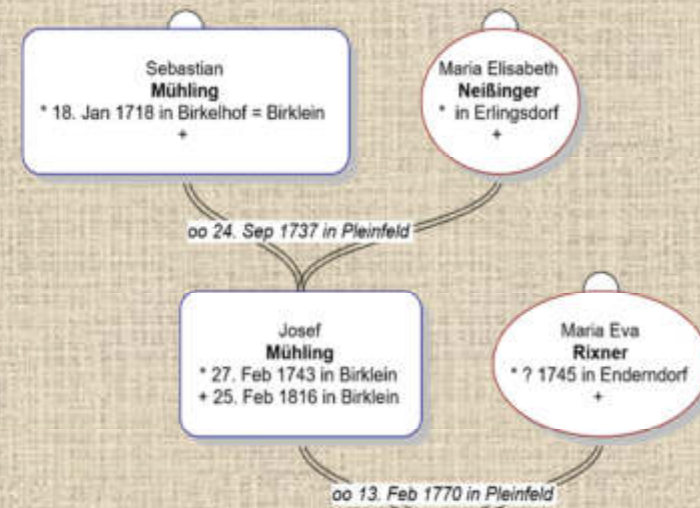 Sebastian
Mühling
* 18. Jan 1718 in Birkelhof = Birklein
+
Maria Elisabeth
Neißinger
* in Erlingsdorf
+
oo 24. Sep 1737 in Pleinfeld
Josef
Mühling
* 27. Feb 1743 in Birklein
+ 25. Feb 1816 in Birklein
Maria Eva
Rixner
* ? 1745 in Enderndorf
+
oo 13. Feb 1770 in Pleinfeld